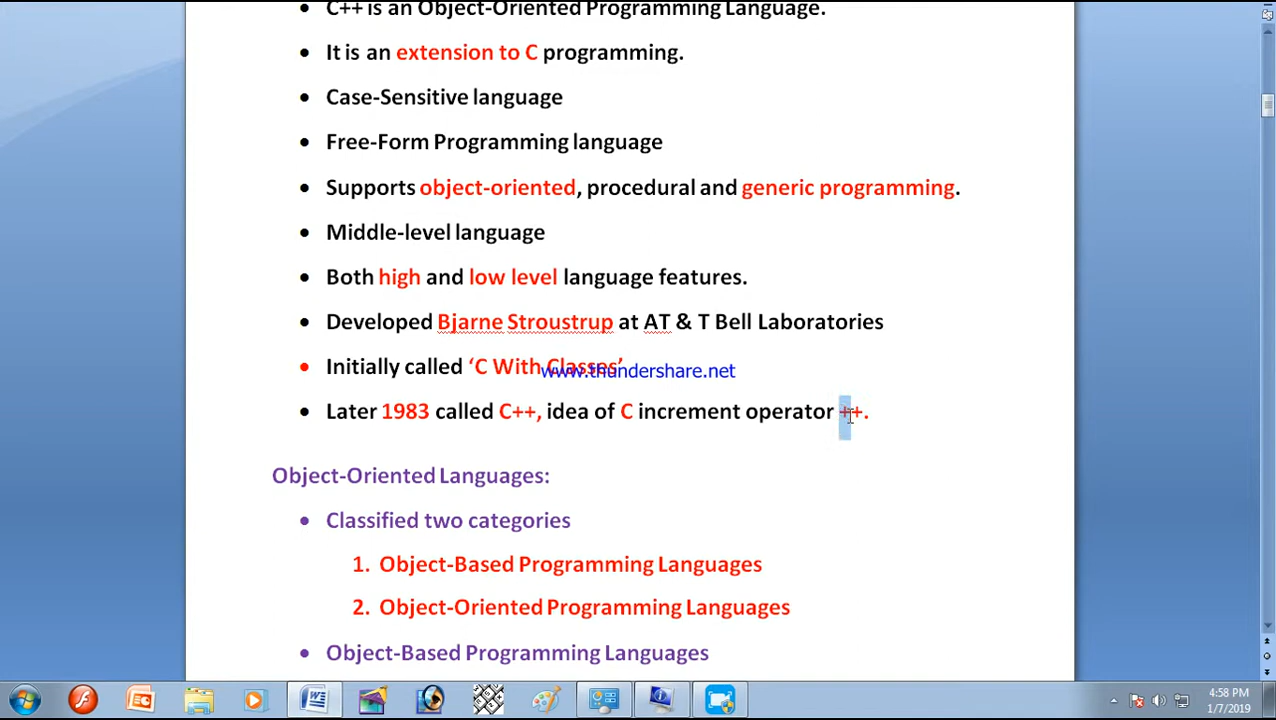 C++ is an Object-Oriented Programming Language.
• It is an extension to C programming.
• Case-Sensitive language
• Free-Form Programming language
• Supports object-oriented, procedural and generic programming.
• Middle-level language
• Both high and low level language features.
• Developed Bjarne Stroustrup at AT & T Bell Laboratories
• Initially called ‘C With Classes’
www.thundershare.net
• Later 1983 called C++, idea of C increment operator ++.
Object-Oriented Languages:
• Classified two categories
1. Object-Based Programming Languages
2. Object-Oriented Programming Languages
• Object-Based Programming Languages
4:58 PM
1/7/2019